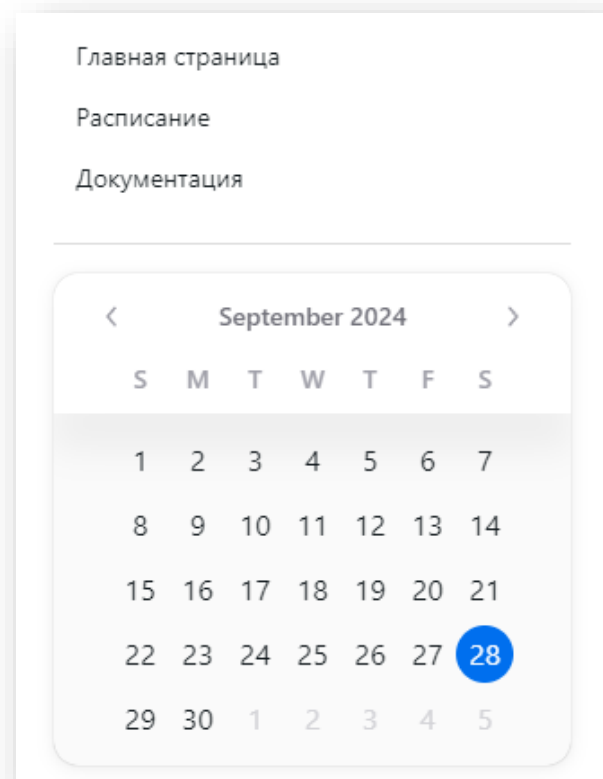 Главная страница
Расписание
Документация
September 2024
S M T W T F S
1 2 3 4 5 6 7
8 9 10 11 12 13 14
15 16 17 18 19 20 21
22 23 24 25 26 27 28
29 30 1 2 3 4 5